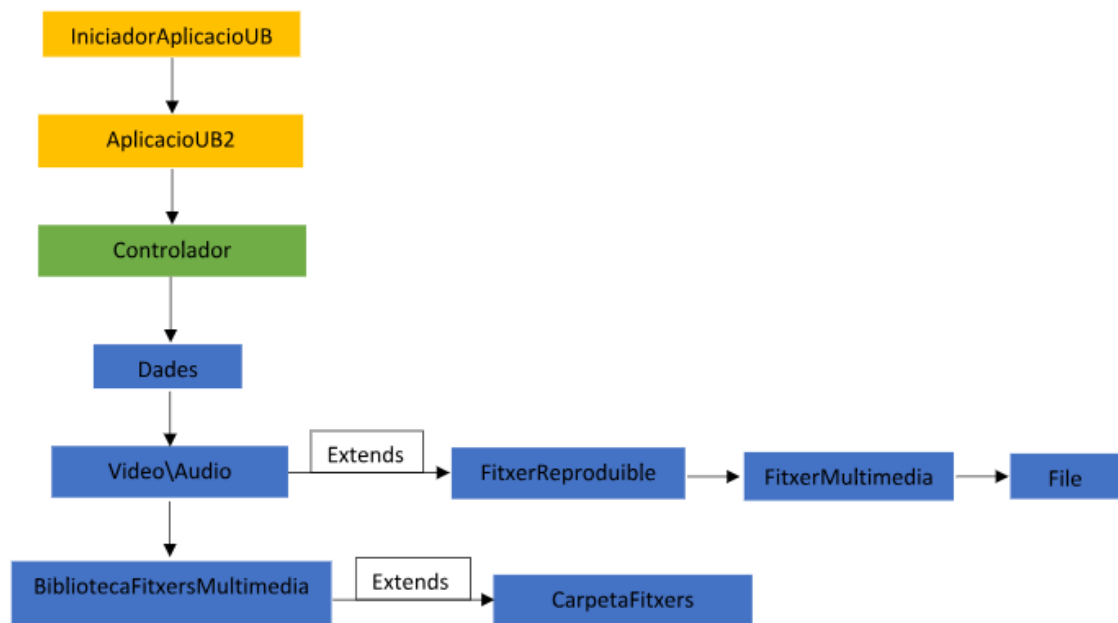 IniciadorAplicacioUB
AplicacioUB2
Controlador
Dades
Video\Audio
Extends
FitxerReproduible
FitxerMultimedia
File
BibliotecaFitxersMultimedia
Extends
CarpetaFitxers